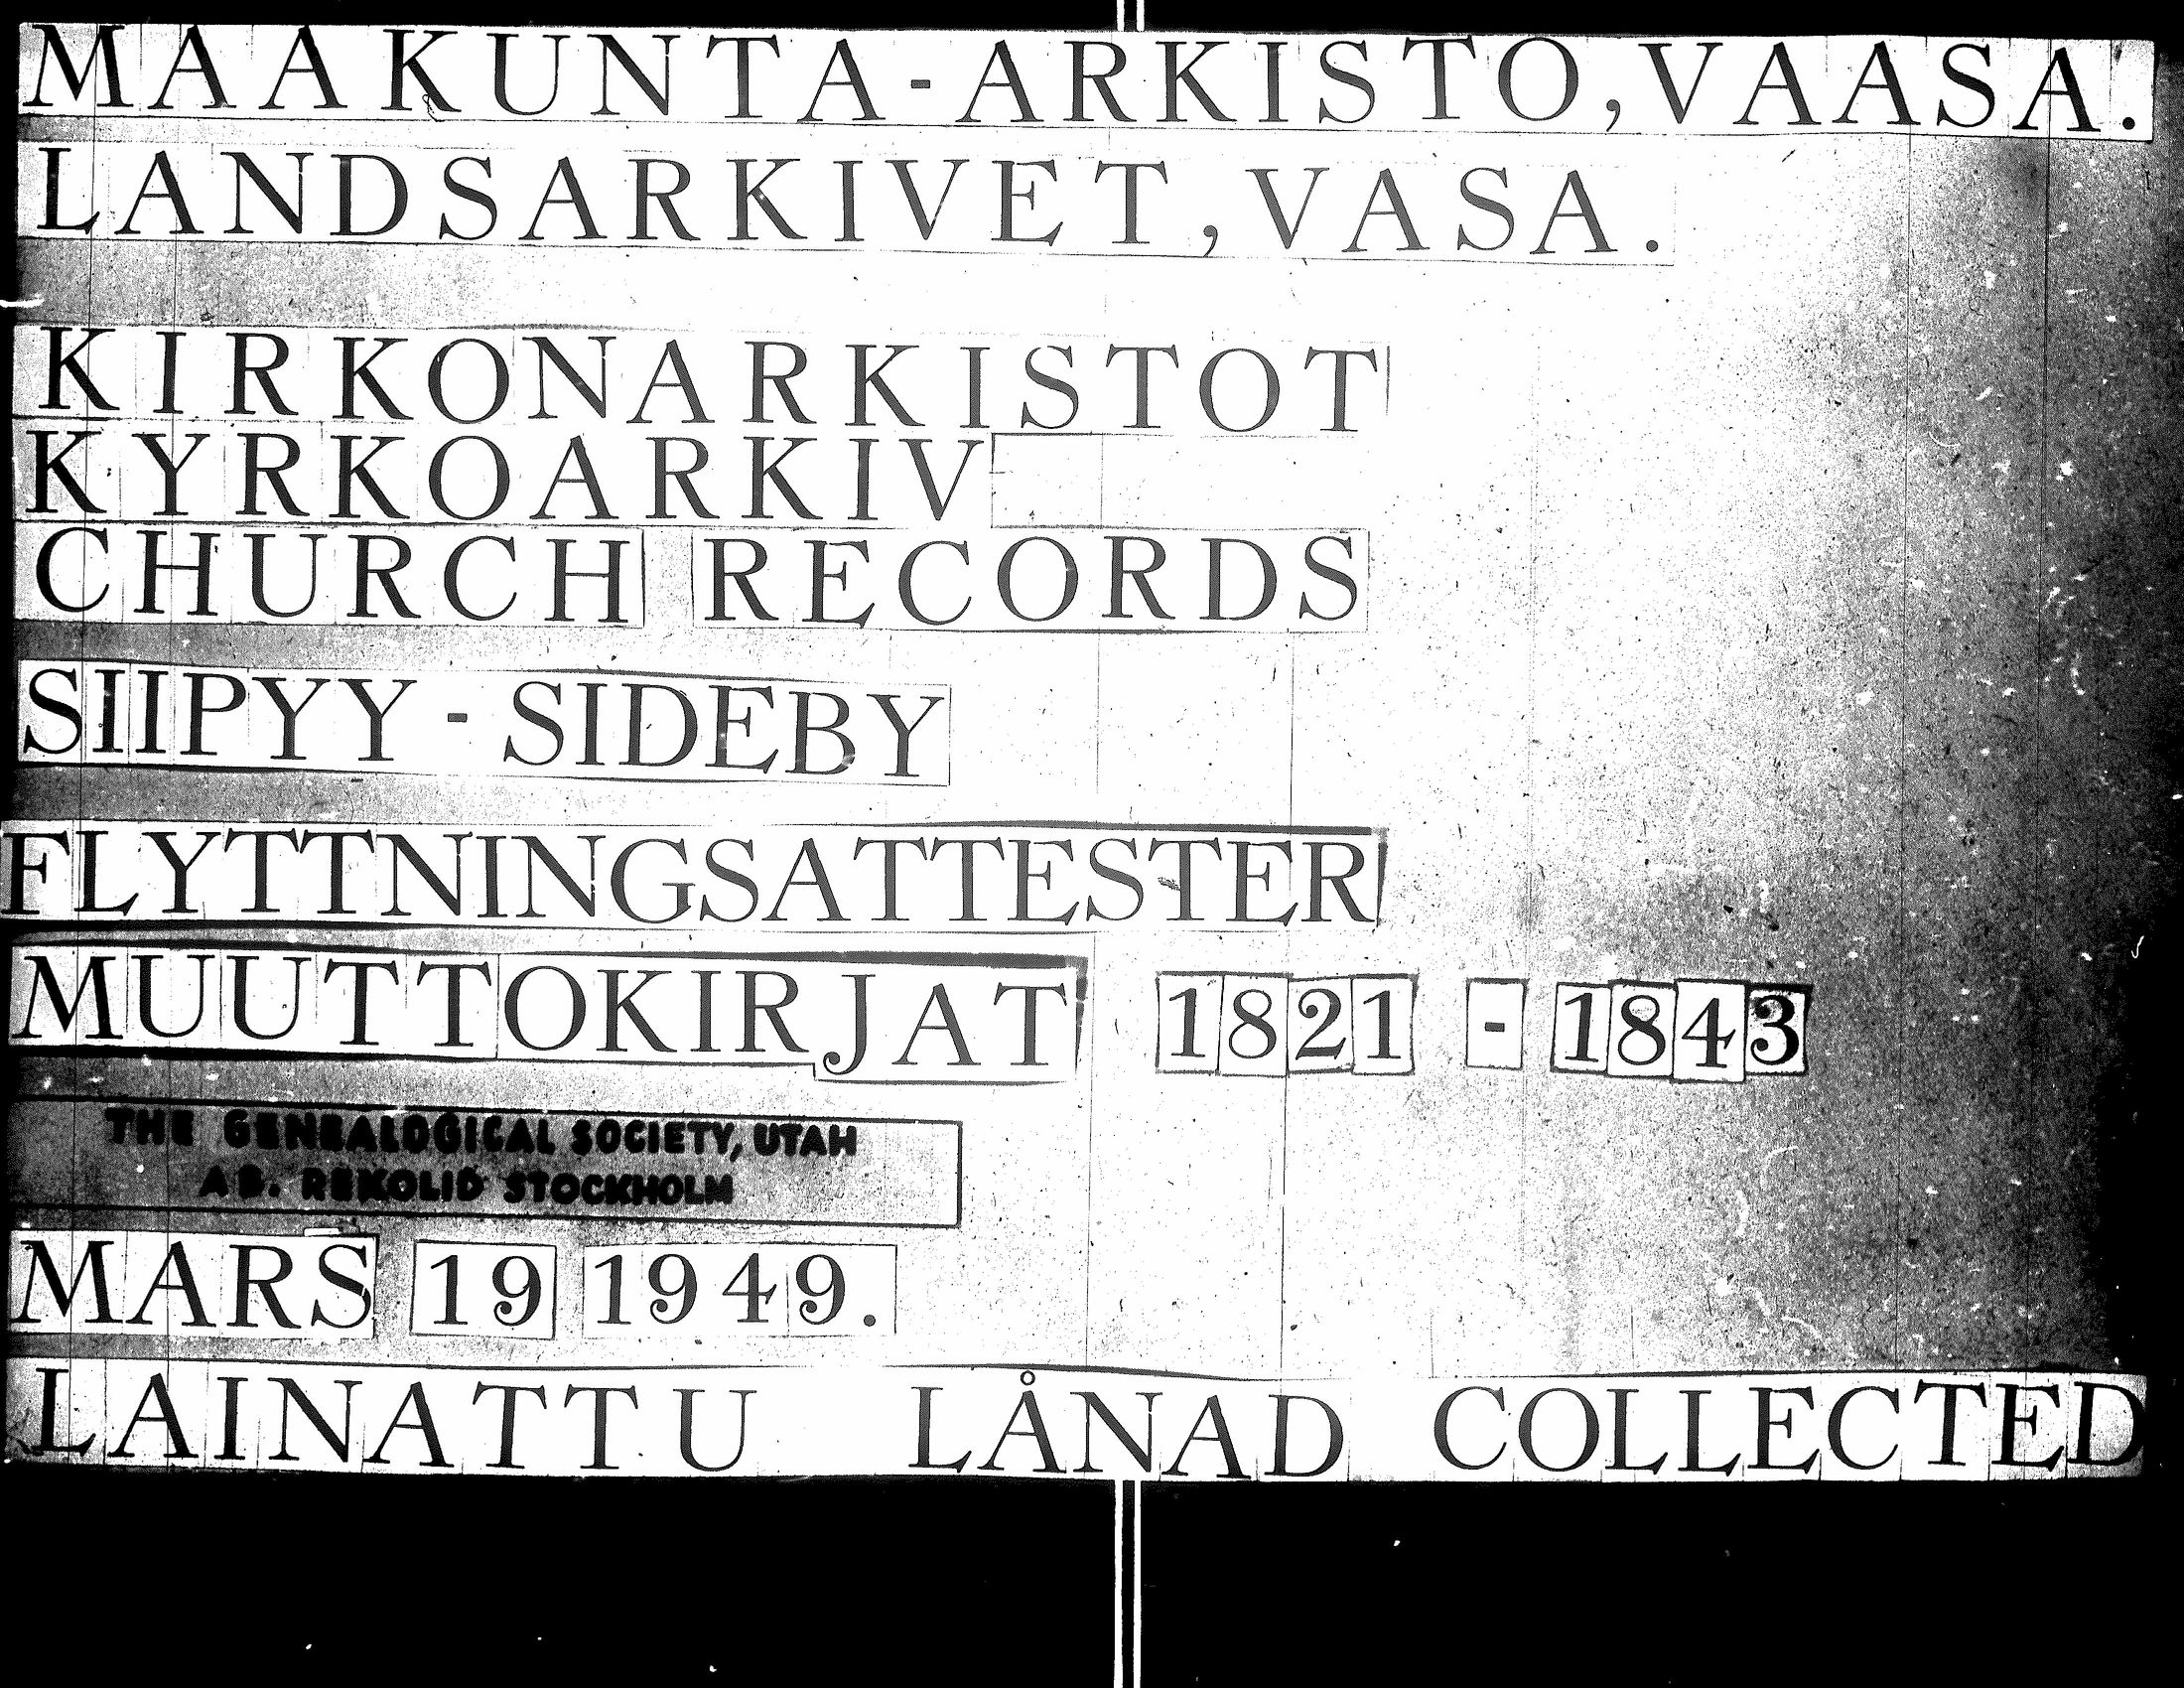 MAAKUNTA-ARKISTO, VAASA.
LANDSARKIVET, VASA.
KIRKONARKISTOT
KYRKOARKIV
CHURCH RECORDS
SIIPYY - SIDEBY
FLYTTNINGSATTESTER
MUUTTOKIRJAT 1821 - 1843
THE GENEALOGICAL SOCIETY, UTAH
AB. REKOLID STOCKHOLM
MARS 19 1949.
LAINATTU LÅNAD COLLECTED